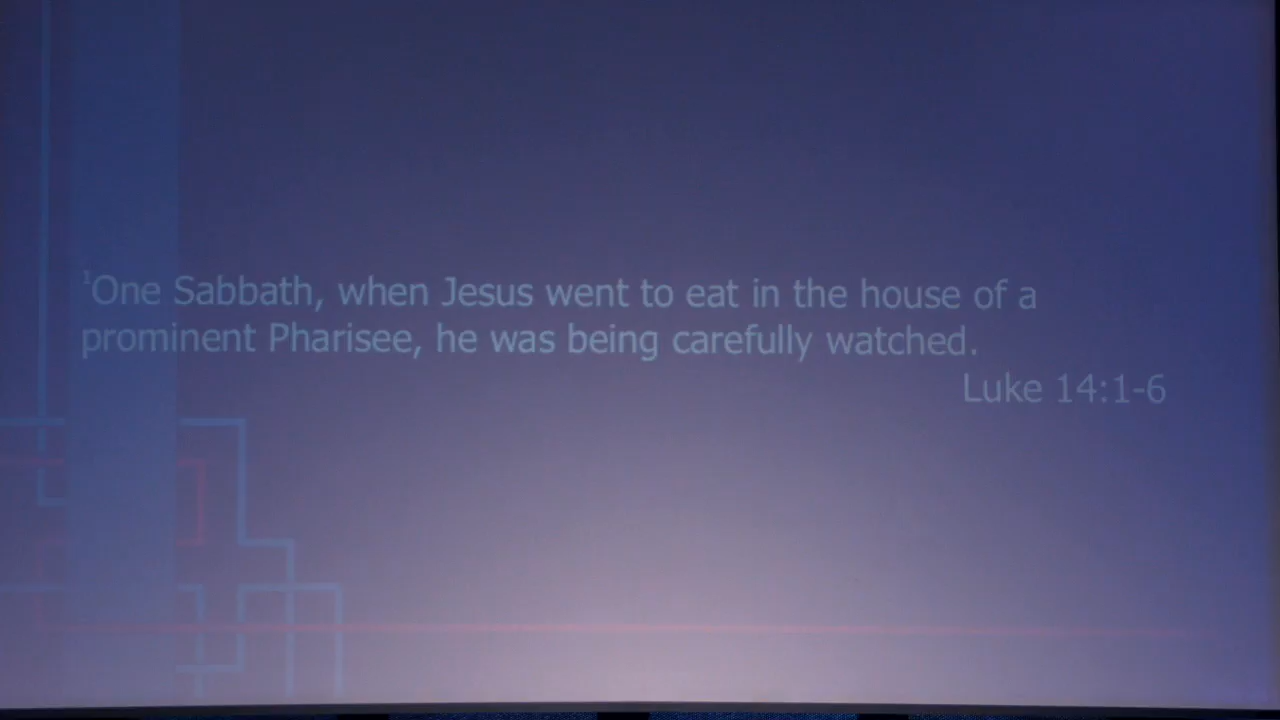 ¹One Sabbath, when Jesus went to eat in the house of a
prominent Pharisee, he was being carefully watched.
Luke 14:1-6